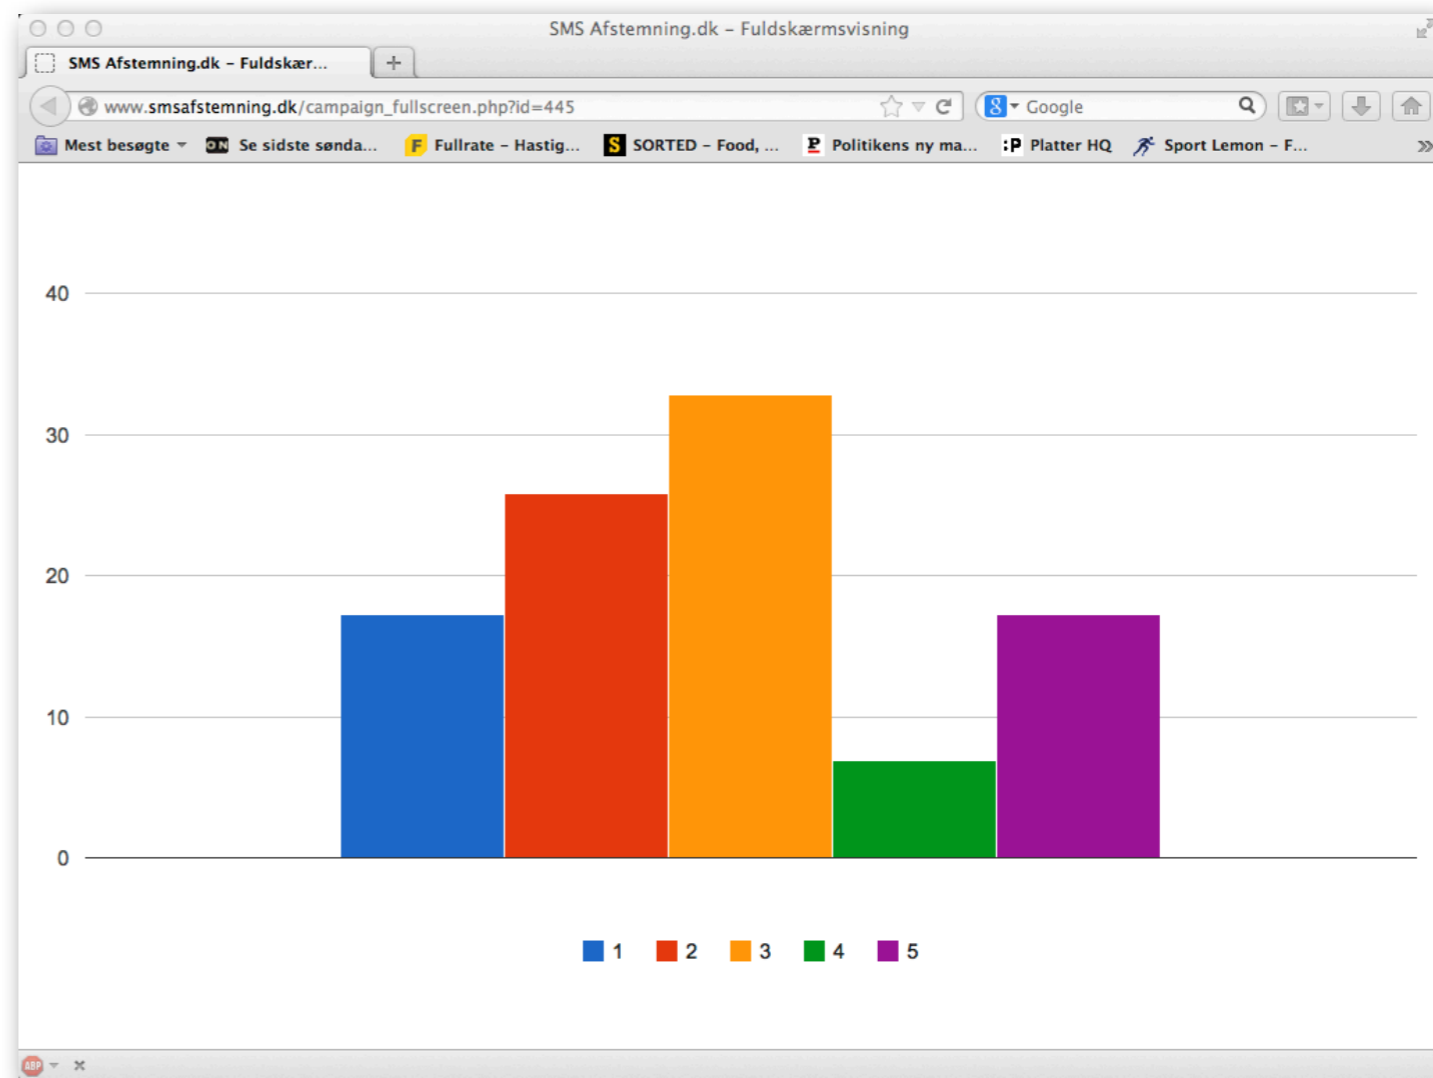 SMS Afstemning.dk – Fuldskærmsvisning
SMS Afstemning.dk – Fuldskær... +
www.smsafstemning.dk/campaign_fullscreen.php?id=445 Google
Mest besøgte ON Se sidste sønda... F Fullrate – Hastig... S SORTED – Food, ... P Politikens ny ma... :P Platter HQ Sport Lemon – F... »
40
30
20
10
0
1 2 3 4 5
ABP